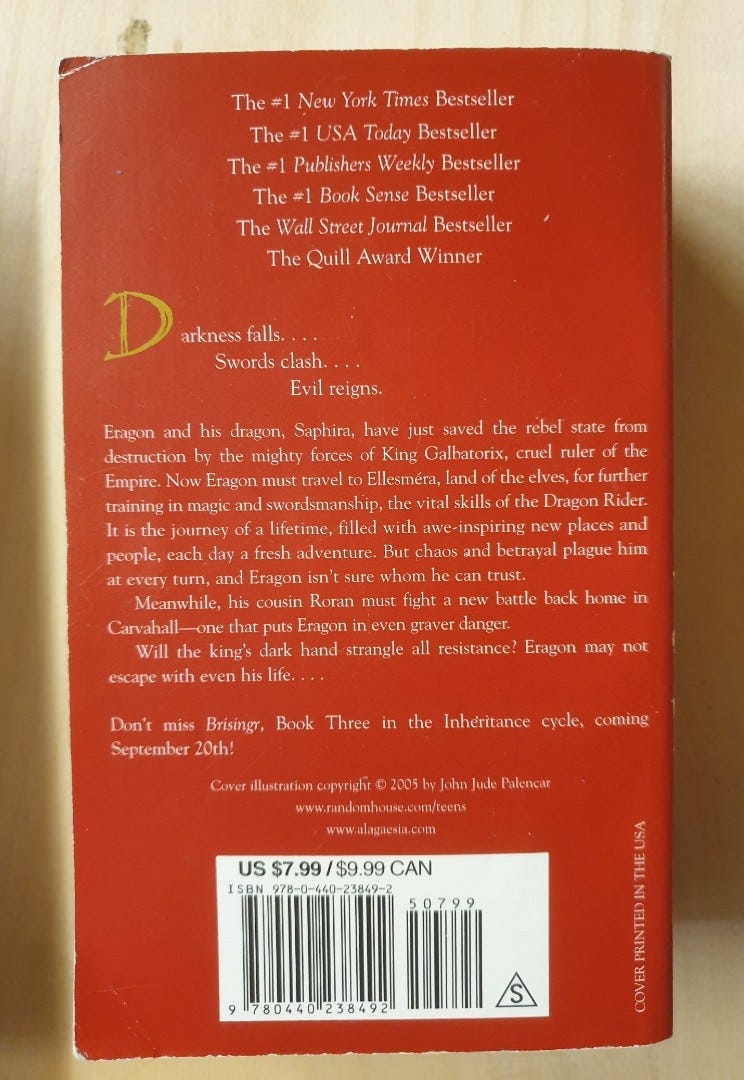 The #1 New York Times Bestseller
The #1 USA Today Bestseller
The #1 Publishers Weekly Bestseller
The #1 Book Sense Bestseller
The Wall Street Journal Bestseller
The Quill Award Winner
Darkness falls. . . .
Swords clash. . . .
Evil reigns.
Eragon and his dragon, Saphira, have just saved the rebel state from
destruction by the mighty forces of King Galbatorix, cruel ruler of the
Empire. Now Eragon must travel to Ellesméra, land of the elves, for further
training in magic and swordsmanship, the vital skills of the Dragon Rider.
It is the journey of a lifetime, filled with awe-inspiring new places and
people, each day a fresh adventure. But chaos and betrayal plague him
at every turn, and Eragon isn't sure whom he can trust.
Meanwhile, his cousin Roran must fight a new battle back home in
Carvahall—one that puts Eragon in even graver danger.
Will the king's dark hand strangle all resistance? Eragon may not
escape with even his life. . . .
Don't miss Brisingr, Book Three in the Inheritance cycle, coming
September 20th!
Cover illustration copyright © 2005 by John Jude Palencar
www.randomhouse.com/teens
www.alagaesia.com
US $7.99 / $9.99 CAN
ISBN 978-0-440-23849-2
50799
9 780440 238492
S
COVER PRINTED IN THE USA